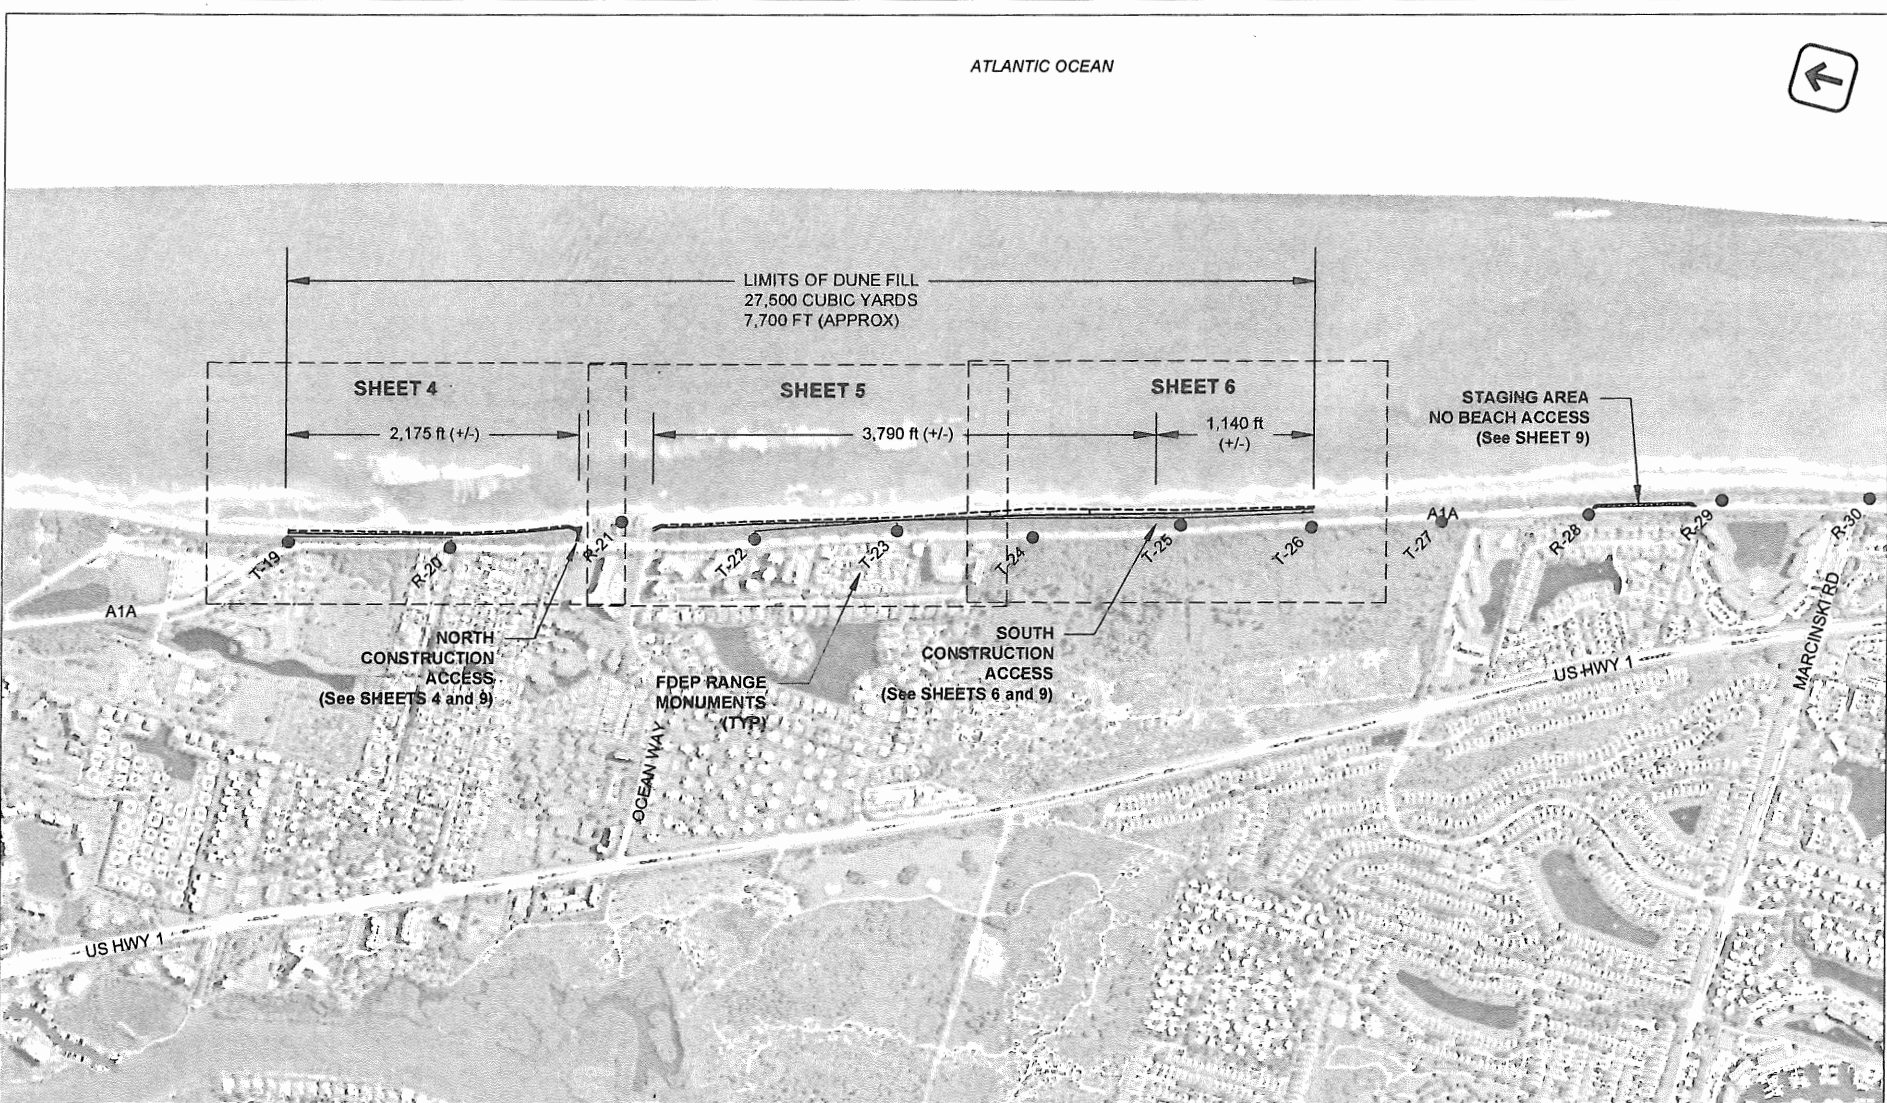 ATLANTIC OCEAN
LIMITS OF DUNE FILL
27,500 CUBIC YARDS
7,700 FT (APPROX)
SHEET 4
SHEET 5
SHEET 6
2,175 ft (+/-)
3,790 ft (+/-)
1,140 ft
(+/-)
STAGING AREA
NO BEACH ACCESS
(See SHEET 9)
T-19
R-20
R-21
T-22
T-23
T-24
T-25
T-26
T-27
A1A
R-28
R-29
R-30
A1A
NORTH
CONSTRUCTION
ACCESS
(See SHEETS 4 and 9)
FDEP RANGE
MONUMENTS
(TYP)
SOUTH
CONSTRUCTION
ACCESS
(See SHEETS 6 and 9)
OCEAN WAY
US HWY 1
MARCINSKI RD
US HWY 1